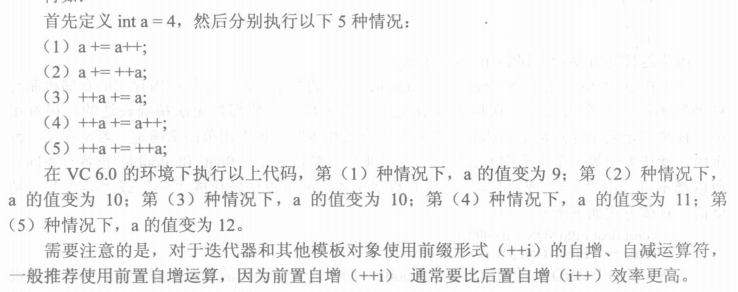 首先定义 int a = 4，然后分别执行以下 5 种情况：
（1）a += a++;
（2）a += ++a;
（3）++a += a;
（4）++a += a++;
（5）++a += ++a;
在 VC 6.0 的环境下执行以上代码，第（1）种情况下，a 的值变为 9；第（2）种情况下，
a 的值变为 10；第（3）种情况下，a 的值变为 10；第（4）种情况下，a 的值变为 11；第
（5）种情况下，a 的值变为 12。
需要注意的是，对于迭代器和其他模板对象使用前缀形式（++i）的自增、自减运算符，
一般推荐使用前置自增运算，因为前置自增（++i） 通常要比后置自增（i++）效率更高。